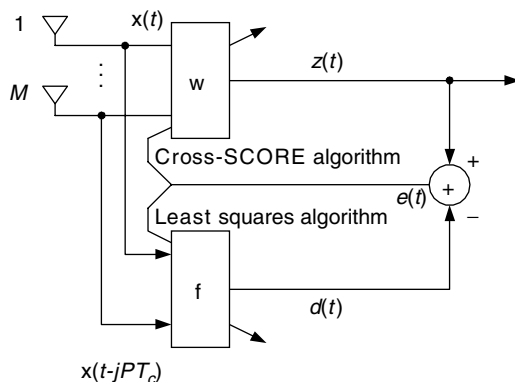 1
x(t)
M
w
z(t)
Cross-SCORE algorithm
+
+
e(t)
Least squares algorithm
−
f
d(t)
x(t-jPT_c)